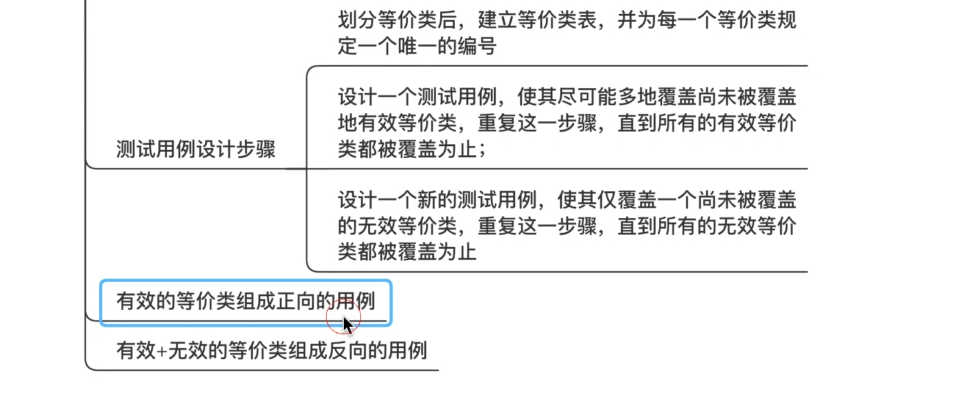 划分等价类后，建立等价类表，并为每一个等价类规
定一个唯一的编号
设计一个测试用例，使其尽可能多地覆盖尚未被覆盖
地有效等价类，重复这一步骤，直到所有的有效等价
类都被覆盖为止；
测试用例设计步骤
设计一个新的测试用例，使其仅覆盖一个尚未被覆盖
的无效等价类，重复这一步骤，直到所有的无效等价
类都被覆盖为止
有效的等价类组成正向的用例
有效+无效的等价类组成反向的用例